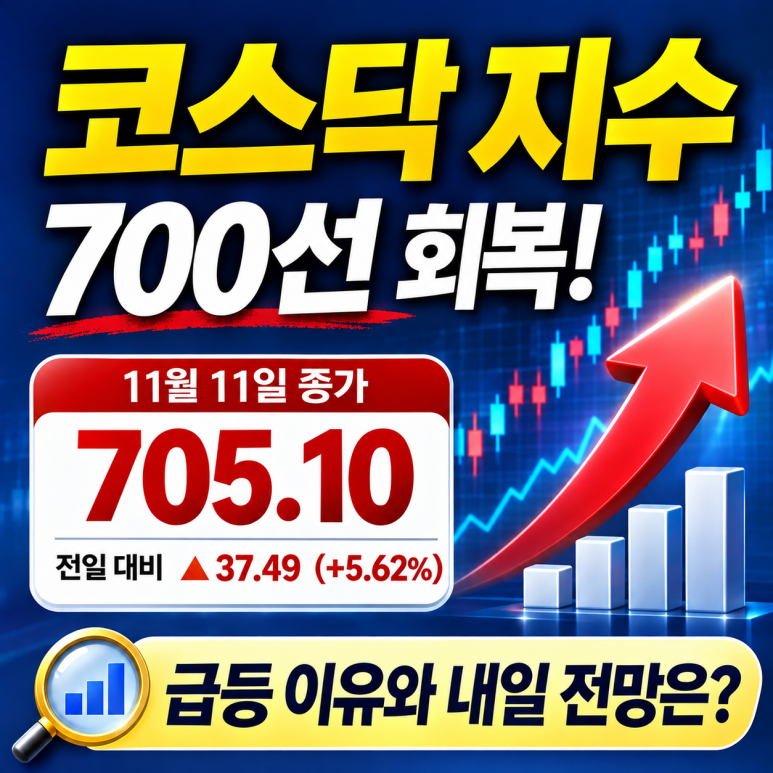 코스닥 지수
700선 회복!
11월 11일 종가
705.10
전일 대비 ▲ 37.49 (+5.62%)
급등 이유와 내일 전망은?